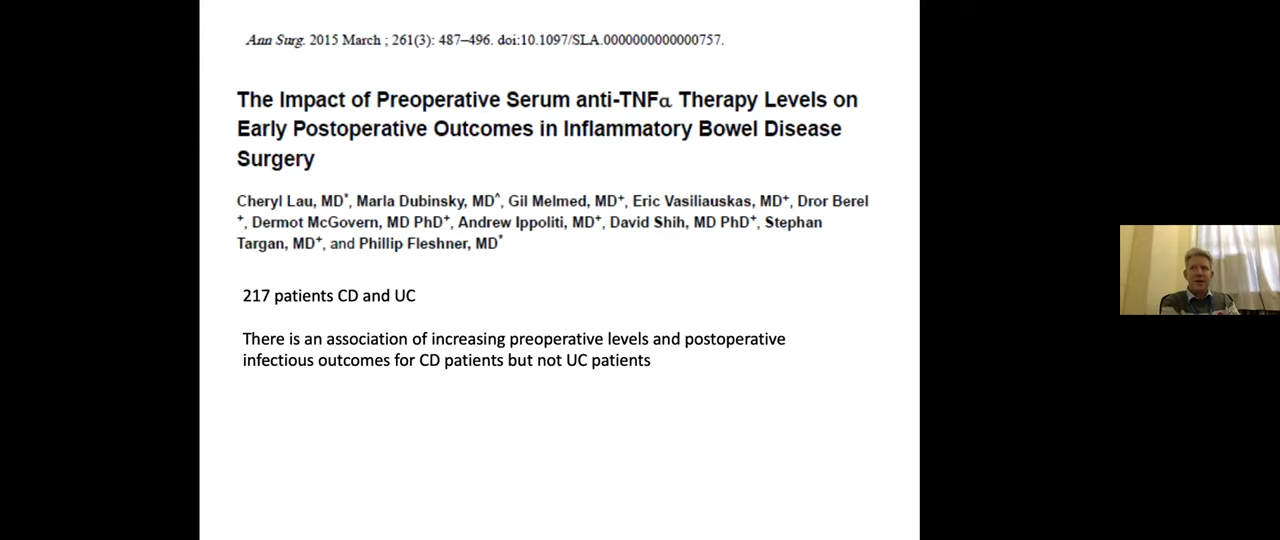 Ann Surg. 2015 March ; 261(3): 487–496. doi:10.1097/SLA.0000000000000757.
The Impact of Preoperative Serum anti-TNFα Therapy Levels on
Early Postoperative Outcomes in Inflammatory Bowel Disease
Surgery
Cheryl Lau, MD*, Marla Dubinsky, MD^, Gil Melmed, MD+, Eric Vasiliauskas, MD+, Dror Berel
+, Dermot McGovern, MD PhD+, Andrew Ippoliti, MD+, David Shih, MD PhD+, Stephan
Targan, MD+, and Phillip Fleshner, MD*
217 patients CD and UC
There is an association of increasing preoperative levels and postoperative
infectious outcomes for CD patients but not UC patients